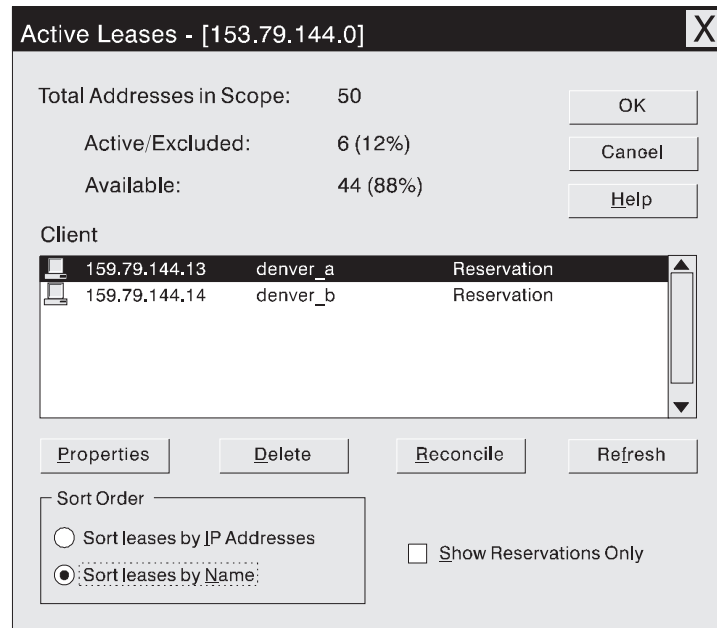 Active Leases - [153.79.144.0]
X
Total Addresses in Scope: 50
OK
Active/Excluded: 6 (12%)
Cancel
Available: 44 (88%)
Help
Client
159.79.144.13 denver_a Reservation
159.79.144.14 denver_b Reservation
Properties Delete Reconcile Refresh
Sort Order
Sort leases by IP Addresses
Show Reservations Only
Sort leases by Name